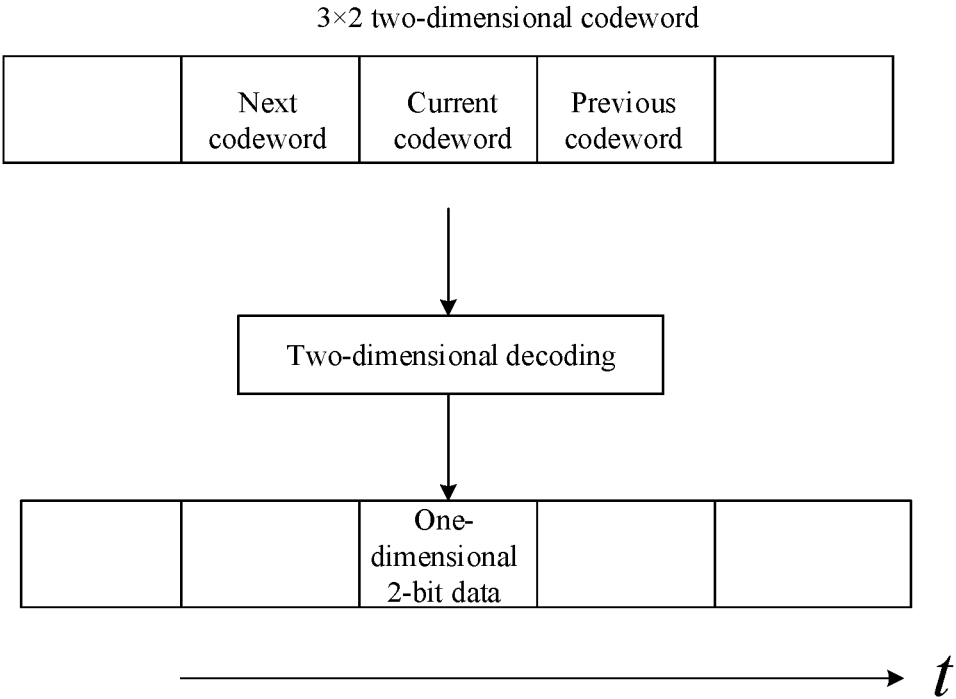 3×2 two-dimensional codeword
Next
codeword
Current
codeword
Previous
codeword
Two-dimensional decoding
One-
dimensional
2-bit data
t